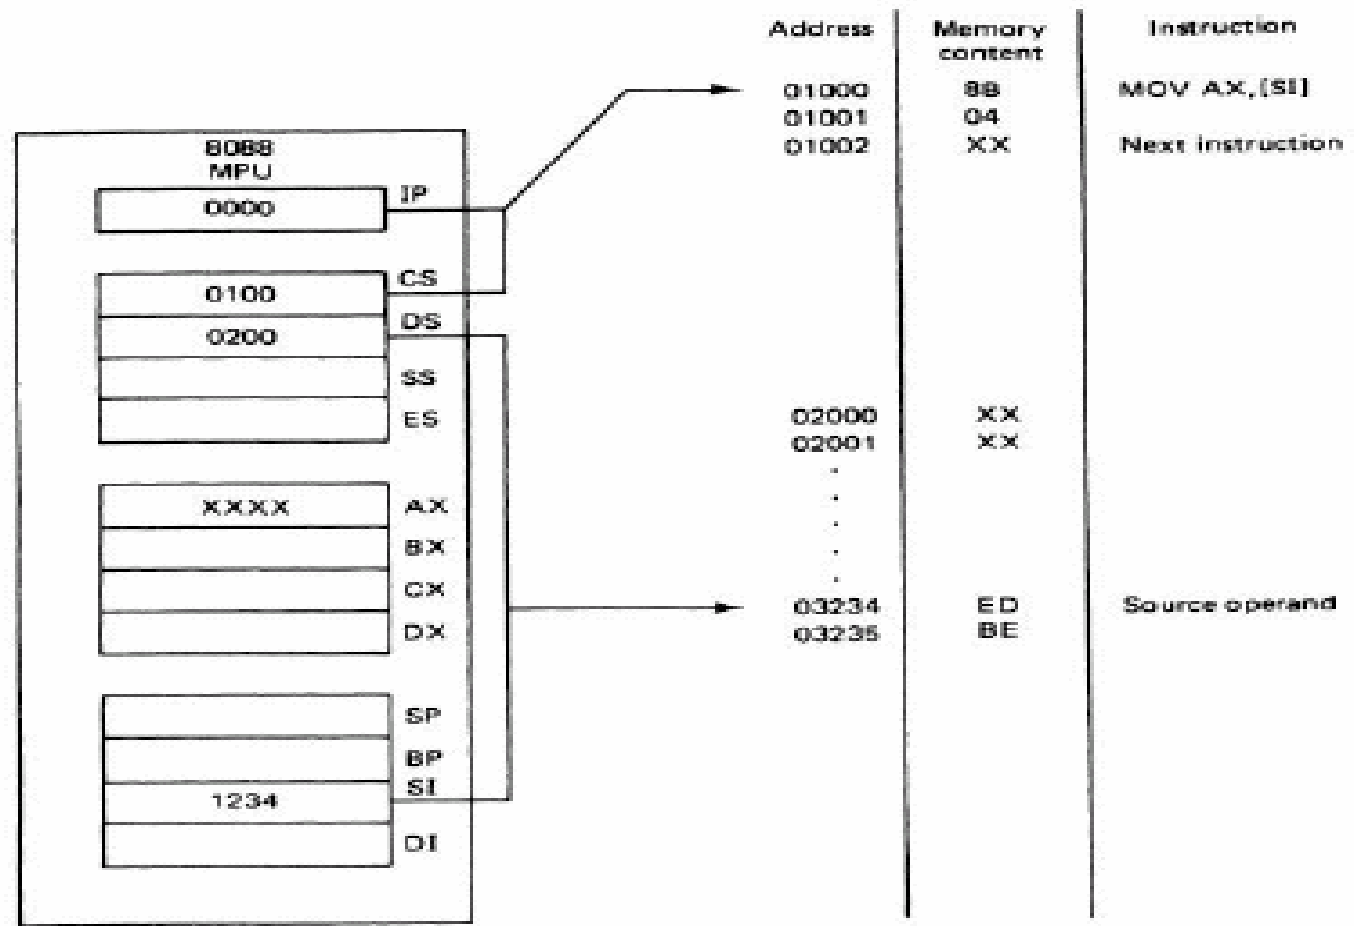 8088
MPU
0000
IP
0100
CS
0200
DS
SS
ES
XXXX
AX
BX
CX
DX
SP
BP
1234
SI
DI
Address Memory content Instruction
01000 8B MOV AX,[SI]
01001 04
01002 XX Next instruction
02000 XX
02001 XX
.
.
.
.
.
03234 ED Source operand
03235 BE